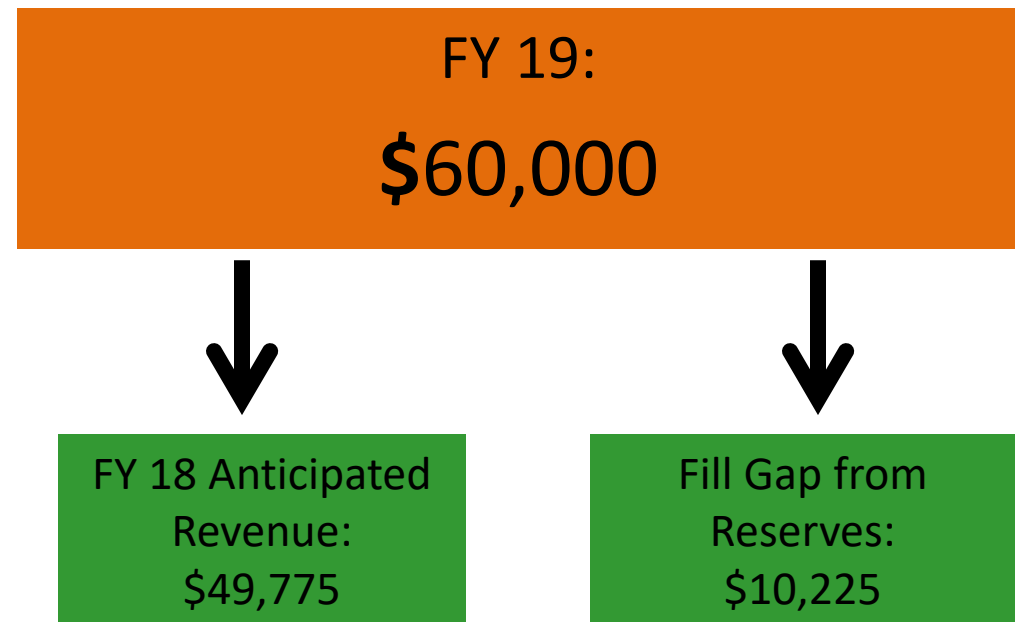 FY 19:
$60,000
FY 18 Anticipated
Revenue:
$49,775
Fill Gap from
Reserves:
$10,225